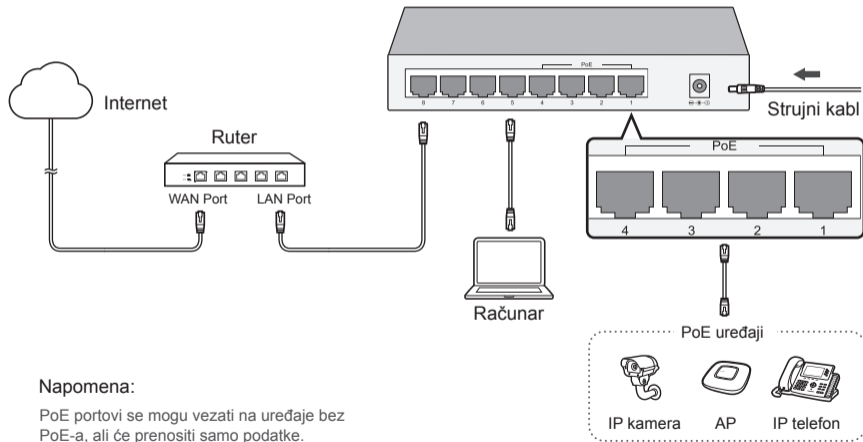 PoE
8 7 6 5 4 3 2 1
Internet
Strujni kabl
Ruter
PoE
WAN Port LAN Port
4 3 2 1
Računar
PoE uređaji
Napomena:
PoE portovi se mogu vezati na uređaje bez
PoE-a, ali će prenositi samo podatke.
IP kamera AP IP telefon